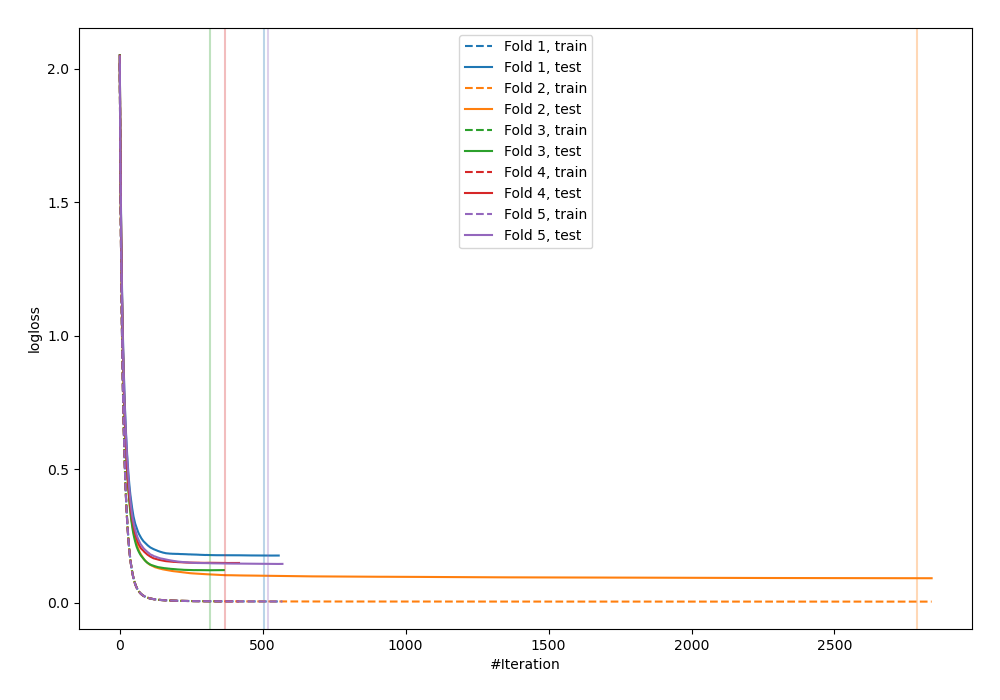 2.0
1.5
1.0
0.5
0.0
logloss
Fold 1, train
Fold 1, test
Fold 2, train
Fold 2, test
Fold 3, train
Fold 3, test
Fold 4, train
Fold 4, test
Fold 5, train
Fold 5, test
0 500 1000 1500 2000 2500
#Iteration